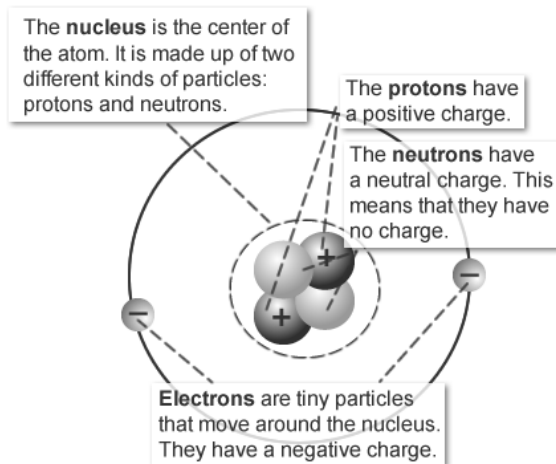 The nucleus is the center of
the atom. It is made up of two
different kinds of particles:
protons and neutrons.
The protons have
a positive charge.
The neutrons have
a neutral charge. This
means that they have
no charge.
+
−
−
+
Electrons are tiny particles
that move around the nucleus.
They have a negative charge.